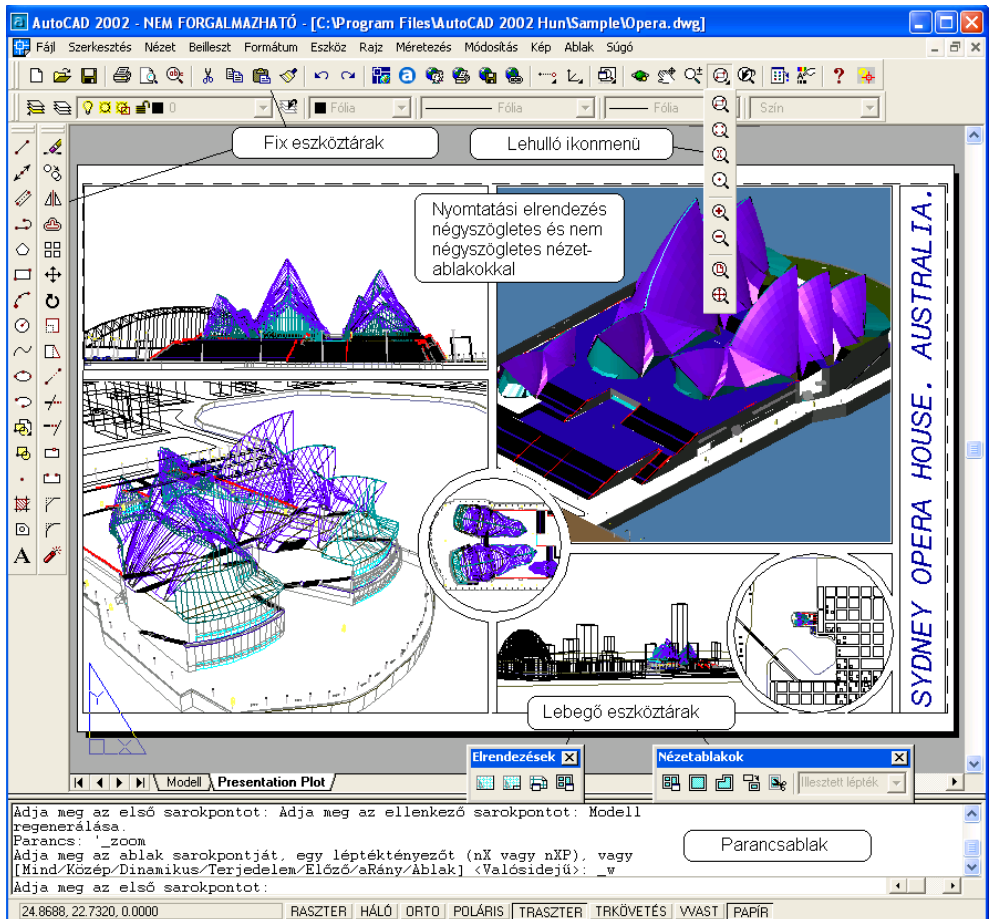 AutoCAD 2002 - NEM FORGALMAZHATÓ - [C:\Program Files\AutoCAD 2002 Hun\Sample\Opera.dwg]
Fájl Szerkesztés Nézet Beilleszt Formátum Eszköz Rajz Méretezés Módosítás Kép Ablak Súgó
0 Fólia Fólia Fólia Szín
Fix eszköztárak
Lehulló ikonmenü
Nyomtatási elrendezés
négyszögletes és nem
négyszögletes nézet-
ablakokkal
SYDNEY OPERA HOUSE. AUSTRALIA.
Lebegő eszköztárak
Elrendezések
Nézetablakok
Illesztett lépték
Modell Presentation Plot
Adja meg az első sarokpontot: Adja meg az ellenkező sarokpontot: Modell
regenerálása.
Parancs: '_zoom
Adja meg az ablak sarokpontját, egy léptéktényezőt (nX vagy nXP), vagy
[Mind/Közép/Dinamikus/Terjedelem/Előző/aRány/Ablak] <Valósidejű>: _w
Adja meg az első sarokpontot:
Parancsablak
24.8688, 22.7320, 0.0000 RASZTER HÁLÓ ORTO POLÁRIS TRASZTER TRKÖVETÉS VVAST PAPÍR